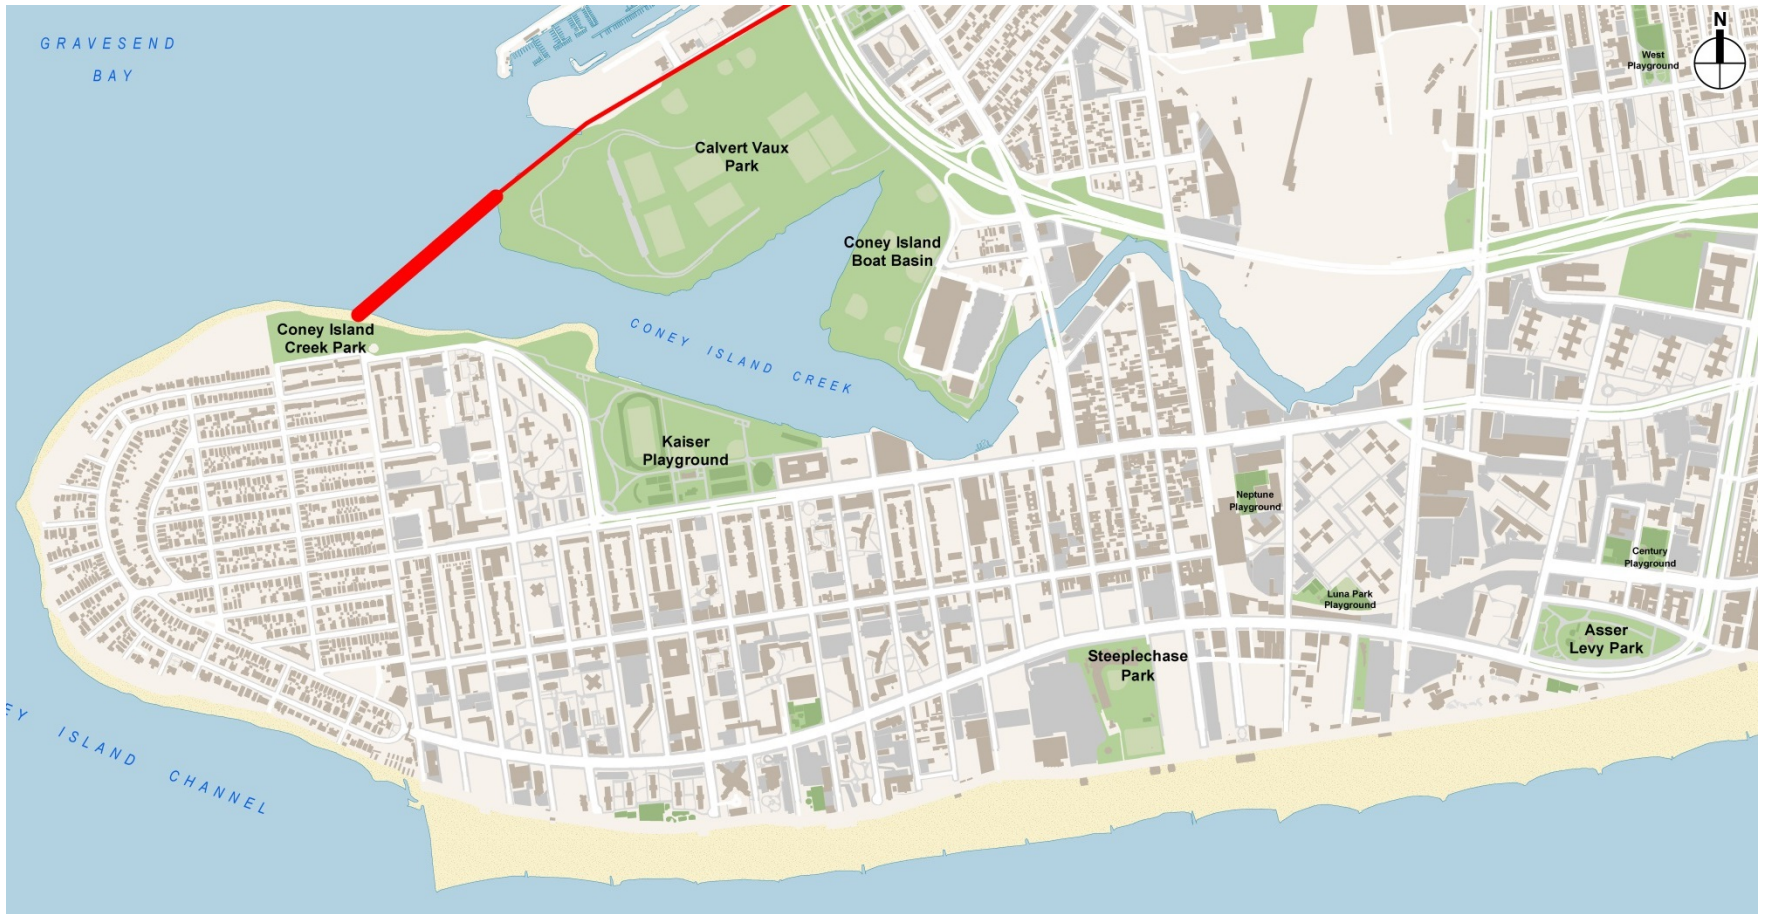 GRAVESEND
BAY
N
West
Playground
Calvert Vaux
Park
Coney Island
Boat Basin
Coney Island
Creek Park
CONEY ISLAND CREEK
Kaiser
Playground
Neptune
Playground
Century
Playground
Luna Park
Playground
Asser
Levy Park
Steeplechase
Park
EY ISLAND CHANNEL